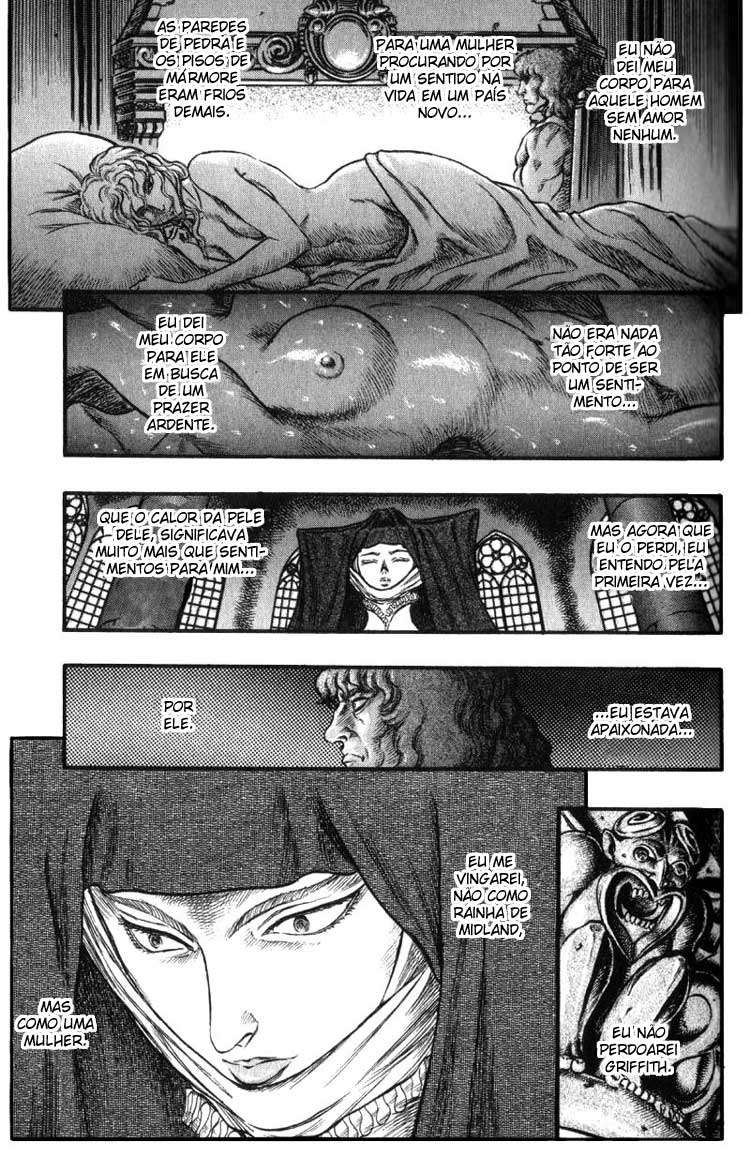 EU NÃO
DEI MEU
CORPO PARA
AQUELE HOMEM
SEM AMOR
NENHUM.
PARA UMA MULHER
PROCURANDO POR
UM SENTIDO NA
VIDA EM UM PAÍS
NOVO...
AS PAREDES
DE PEDRA E
OS PISOS DE
MÁRMORE
ERAM FRIOS
DEMAIS.
NÃO ERA NADA
TÃO FORTE AO
PONTO DE SER
UM SENTI-
MENTO...
EU DEI
MEU CORPO
PARA ELE
EM BUSCA
DE UM
PRAZER
ARDENTE.
MAS AGORA QUE
EU O PERDI, EU
ENTENDO PELA
PRIMEIRA VEZ...
QUE O CALOR DA PELE
DELE, SIGNIFICAVA
MUITO MAIS QUE SENTI-
MENTOS PARA MIM...
...EU ESTAVA
APAIXONADA...
POR
ELE.
EU NÃO
PERDOAREI
GRIFFITH.
EU ME
VINGAREI,
NÃO COMO
RAINHA DE
MIDLAND,
MAS
COMO UMA
MULHER.